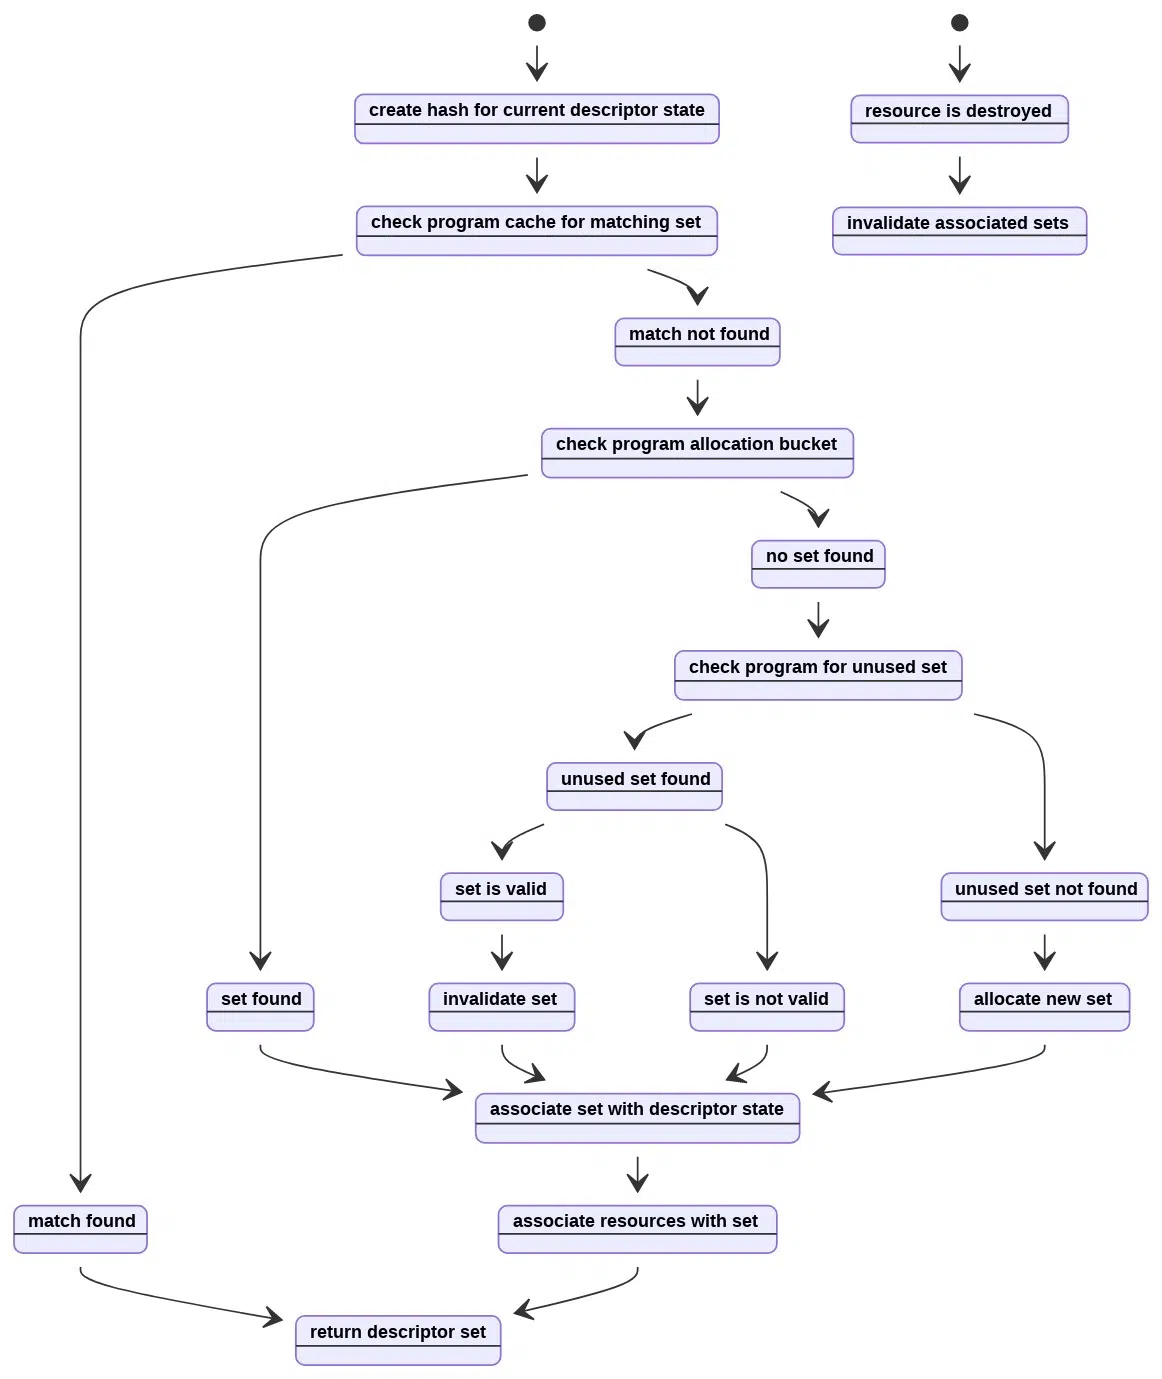 create hash for current descriptor state
resource is destroyed
check program cache for matching set
invalidate associated sets
match not found
check program allocation bucket
no set found
check program for unused set
unused set found
set is valid
unused set not found
set found
invalidate set
set is not valid
allocate new set
associate set with descriptor state
match found
associate resources with set
return descriptor set